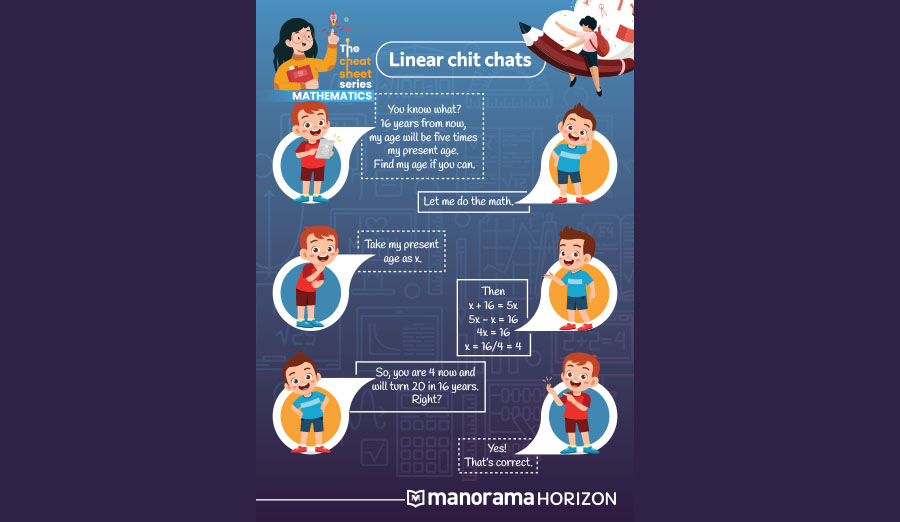 The
cheat
sheet
series
MATHEMATICS
Linear chit chats
You know what?
16 years from now,
my age will be five times
my present age.
Find my age if you can.
Let me do the math.
Take my present
age as x.
Then
x + 16 = 5x
5x – x = 16
4x = 16
x = 16/4 = 4
So, you are 4 now and
will turn 20 in 16 years.
Right?
Yes!
That's correct.
manorama HORIZON